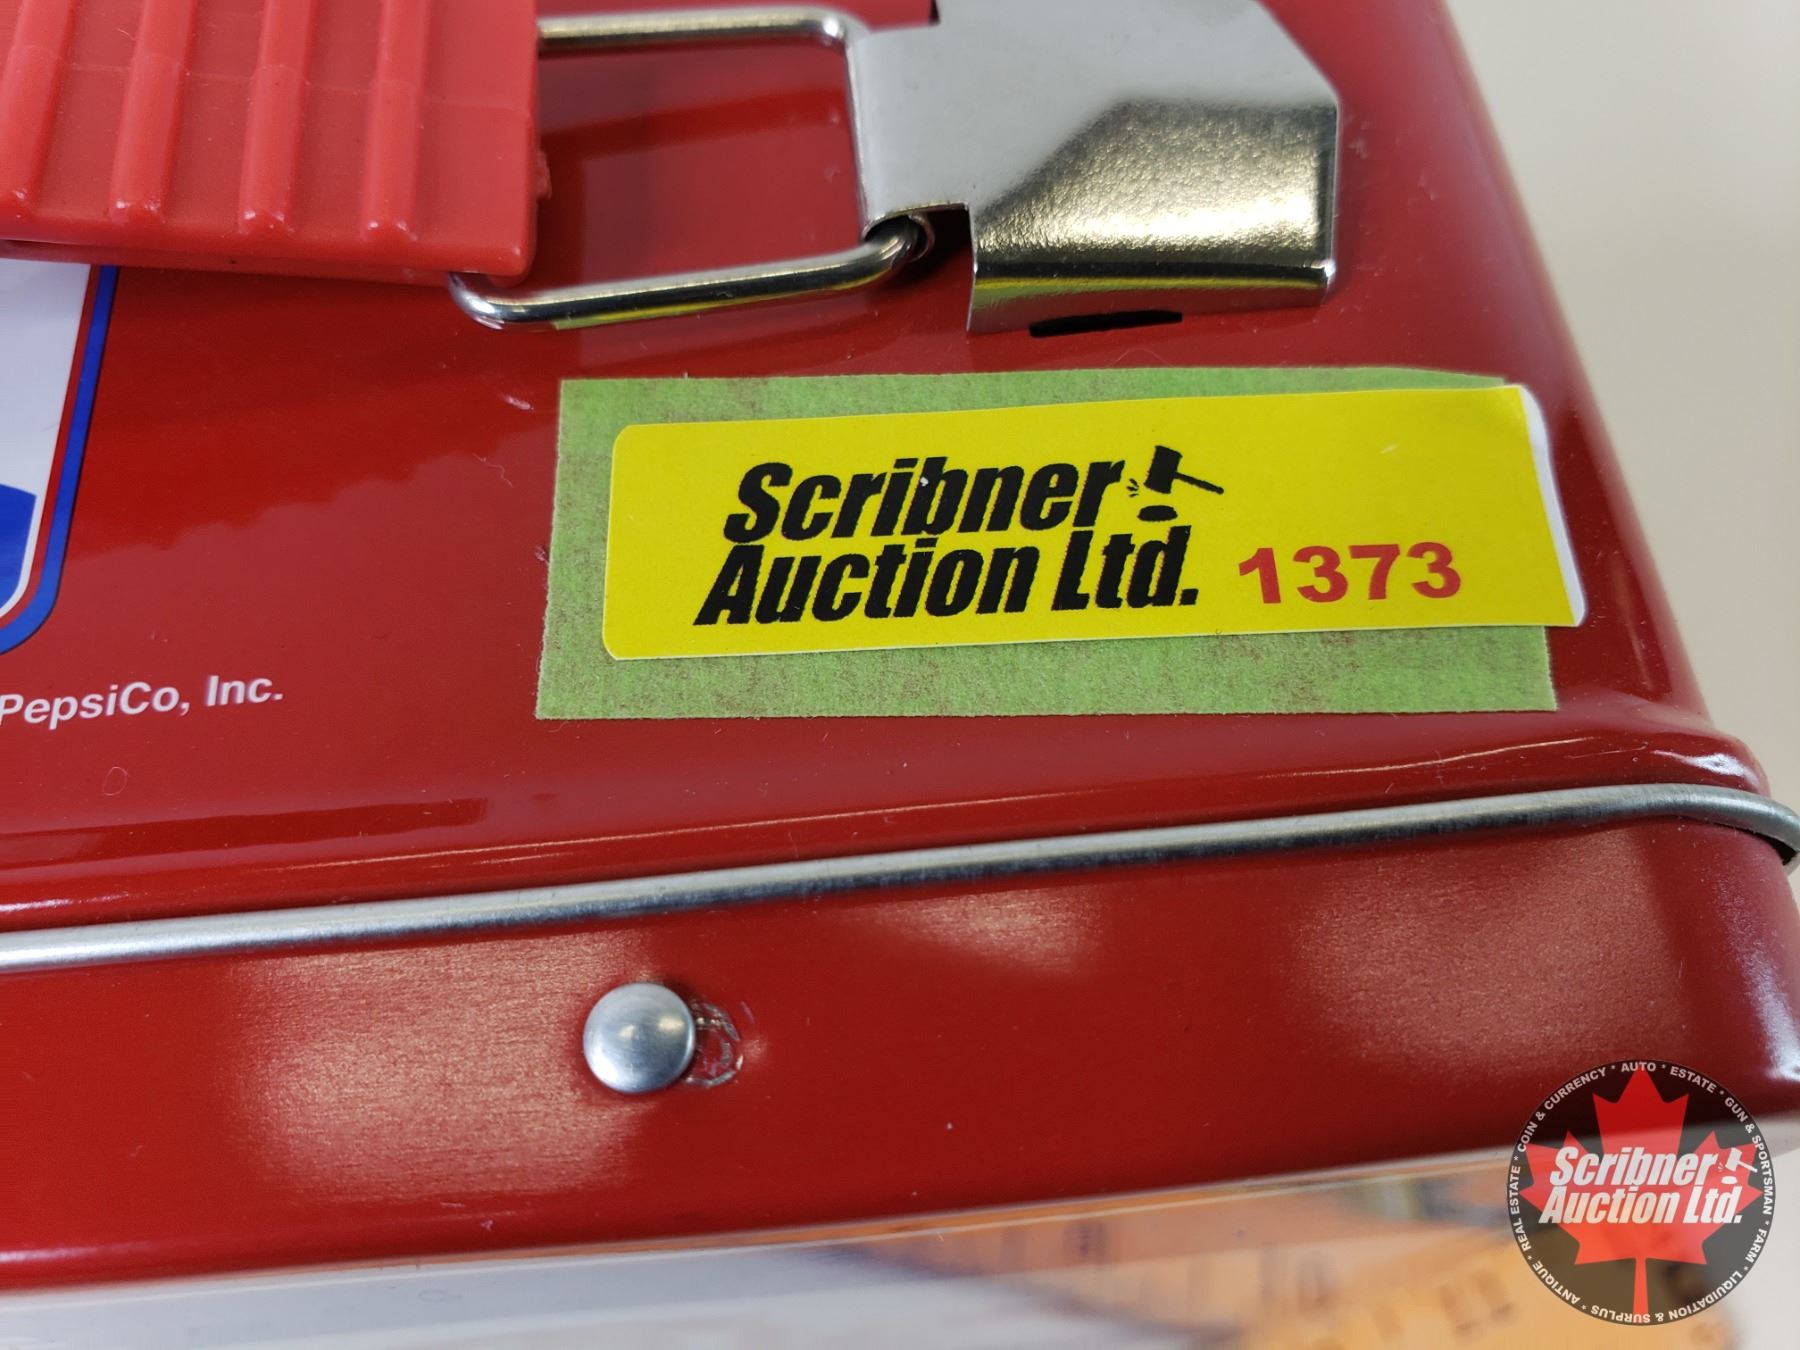 Scribner
Auction Ltd. 1373
PepsiCo, Inc.
COIN & CURRENCY * AUTO * ESTATE * GUN & SPORTSMAN * FARM * LIQUIDATION & SURPLUS * ANTIQUE * REAL ESTATE *
Scribner
Auction Ltd.